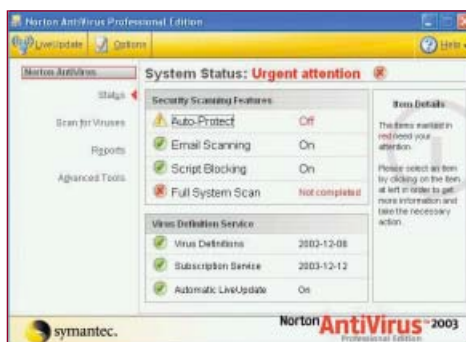 Norton AntiVirus Professional Edition
LiveUpdate Options Help
Norton AntiVirus
Status
Scan for Viruses
Reports
Advanced Tools
System Status: Urgent attention
Security Scanning Features
Auto-Protect Off
Email Scanning On
Script Blocking On
Full System Scan Not completed
Virus Definition Service
Virus Definitions
Subscription Service 2003-12-12
Automatic LiveUpdate On
Item Details
The items marked in
red need your
attention.
Please select an item
by clicking on the item
at left in order to get
more information and
take the necessary
action.
symantec.
Norton AntiVirus 2003
Professional Edition